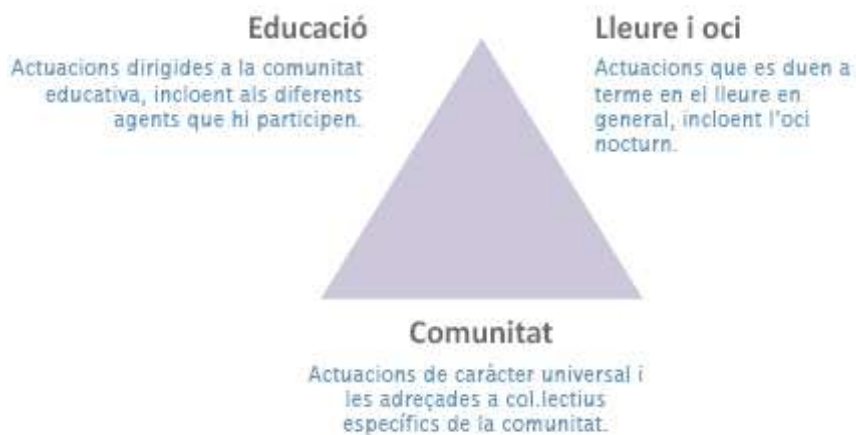 Educació
Actuacions dirigides a la comunitat
educativa, incloent als diferents
agents que hi participen.
Lleure i oci
Actuacions que es duen a
terme en el lleure en
general, incloent l'oci
nocturn.
Comunitat
Actuacions de caràcter universal i
les adreçades a col.lectius
específics de la comunitat.